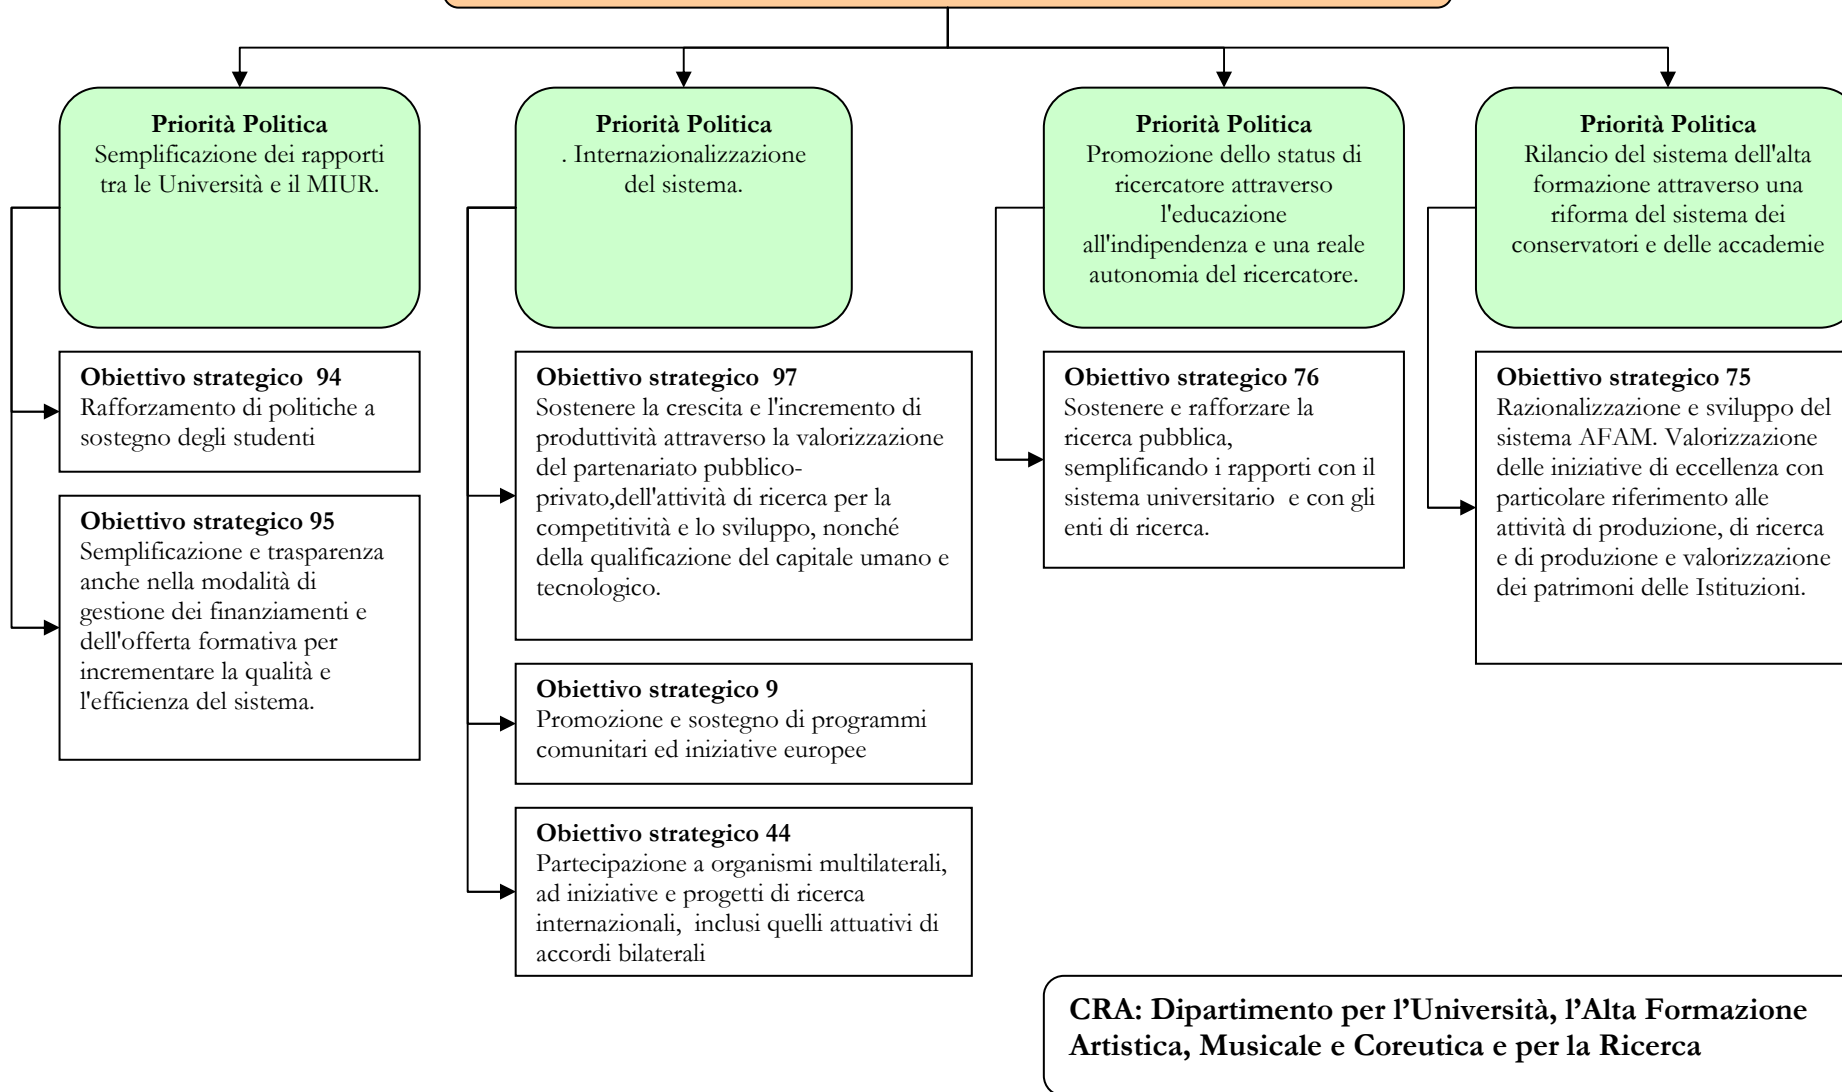 Priorità Politica
Semplificazione dei rapporti
tra le Università e il MIUR.
Obiettivo strategico  94
Rafforzamento di politiche a
sostegno degli studenti
Obiettivo strategico 95
Semplificazione e trasparenza
anche nella modalità di
gestione dei finanziamenti e
dell'offerta formativa per
incrementare la qualità e
l'efficienza del sistema.
Priorità Politica
. Internazionalizzazione
del sistema.
Obiettivo strategico  97
Sostenere la crescita e l'incremento di
produttività attraverso la valorizzazione
del partenariato pubblico-
privato,dell'attività di ricerca per la
competitività e lo sviluppo, nonché
della qualificazione del capitale umano e
tecnologico.
Obiettivo strategico 9
Promozione e sostegno di programmi
comunitari ed iniziative europee
Obiettivo strategico 44
Partecipazione a organismi multilaterali,
ad iniziative e progetti di ricerca
internazionali,  inclusi quelli attuativi di
accordi bilaterali
Priorità Politica
Promozione dello status di
ricercatore attraverso
l'educazione
all'indipendenza e una reale
autonomia del ricercatore.
Obiettivo strategico 76
Sostenere e rafforzare la
ricerca pubblica,
semplificando i rapporti con il
sistema universitario  e con gli
enti di ricerca.
Priorità Politica
Rilancio del sistema dell'alta
formazione attraverso una
riforma del sistema dei
conservatori e delle accademie
Obiettivo strategico 75
Razionalizzazione e sviluppo del
sistema AFAM. Valorizzazione
delle iniziative di eccellenza con
particolare riferimento alle
attività di produzione, di ricerca
e di produzione e valorizzazione
dei patrimoni delle Istituzioni.
CRA: Dipartimento per l’Università, l’Alta Formazione
Artistica, Musicale e Coreutica e per la Ricerca